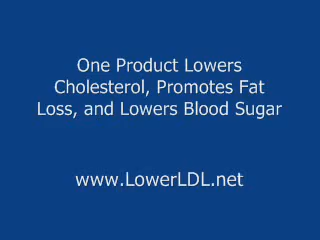 One Product Lowers
Cholesterol, Promotes Fat
Loss, and Lowers Blood Sugar
www.LowerLDL.net